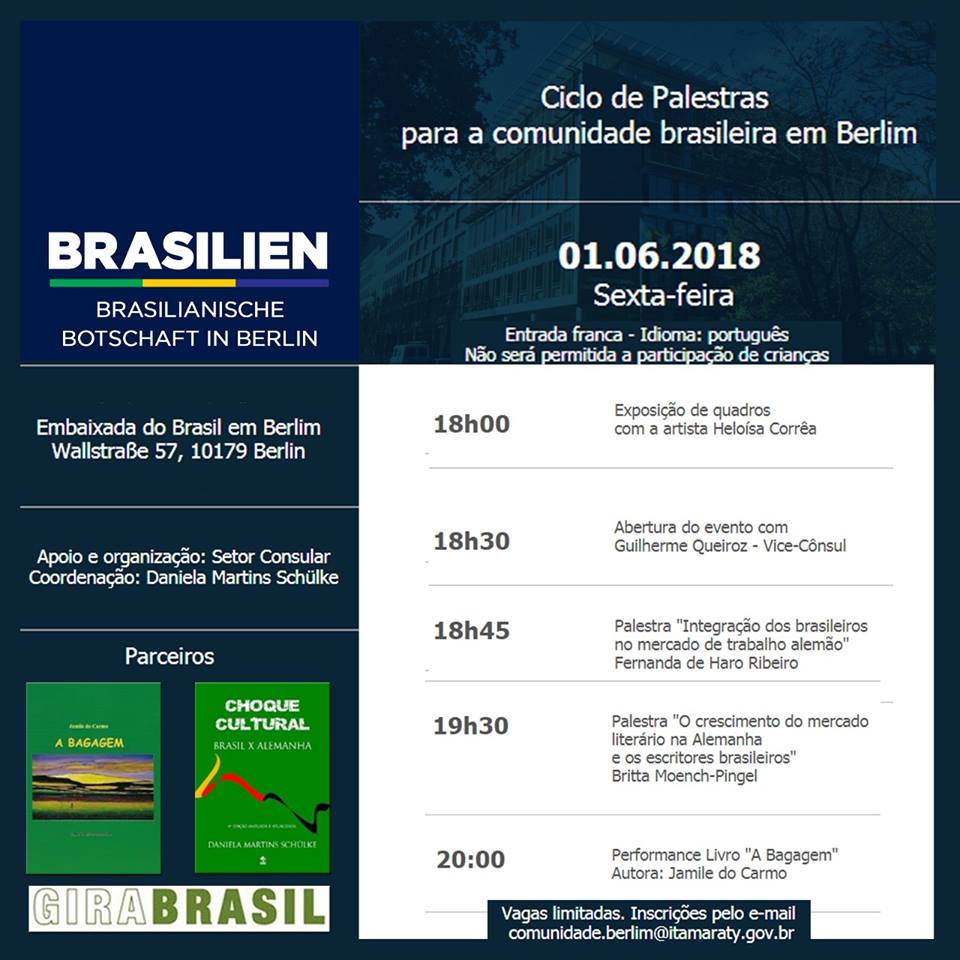 Ciclo de Palestras
para a comunidade brasileira em Berlim
BRASILIEN
BRASILIANISCHE
BOTSCHAFT IN BERLIN
01.06.2018
Sexta-feira
Entrada franca - Idioma: português
Não será permitida a participação de crianças
Embaixada do Brasil em Berlim
Wallstraße 57, 10179 Berlin
Apoio e organização: Setor Consular
Coordenação: Daniela Martins Schülke
Parceiros
Jamile do Carmo
A BAGAGEM
CHOQUE
CULTURAL
BRASIL X ALEMANHA
4ª EDIÇÃO AMPLIADA E ATUALIZADA
DANIELA MARTINS SCHÜLKE
GIRABRASIL
18h00
Exposição de quadros
com a artista Heloísa Corrêa
18h30
Abertura do evento com
Guilherme Queiroz - Vice-Cônsul
18h45
Palestra "Integração dos brasileiros
no mercado de trabalho alemão"
Fernanda de Haro Ribeiro
19h30
Palestra "O crescimento do mercado
literário na Alemanha
e os escritores brasileiros"
Britta Moench-Pingel
20:00
Performance Livro "A Bagagem"
Autora: Jamile do Carmo
Vagas limitadas. Inscrições pelo e-mail
comunidade.berlim@itamaraty.gov.br